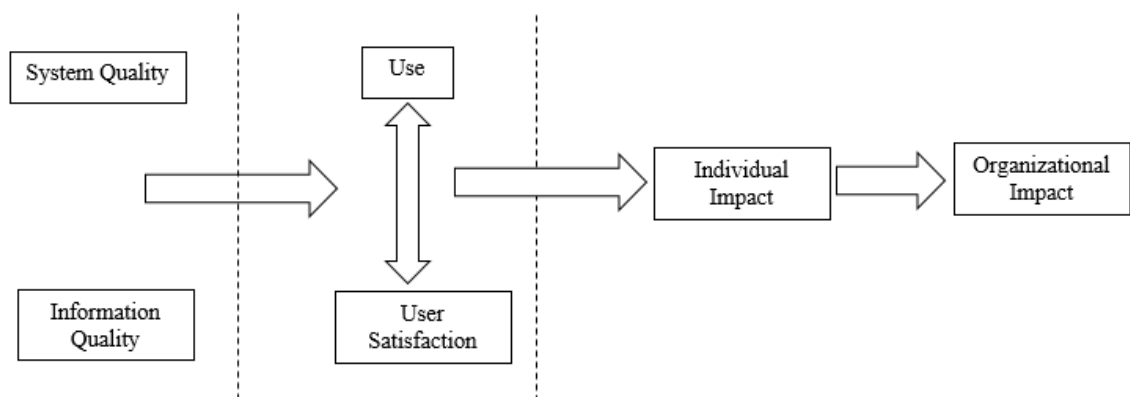 System Quality
Use
Individual
Impact
Organizational
Impact
Information
Quality
User
Satisfaction